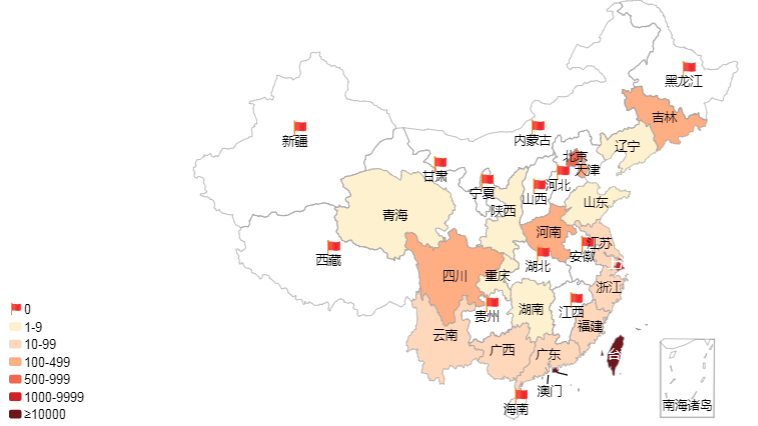 黑龙江
吉林
新疆
内蒙古
辽宁
北京
天津
甘肃
宁夏
河北
山西
陕西
山东
青海
河南
江苏
西藏
安徽
湖北
四川
重庆
浙江
湖南
江西
贵州
福建
云南
广西
广东
台
澳门
海南
南海诸岛
0
1-9
10-99
100-499
500-999
1000-9999
≥10000